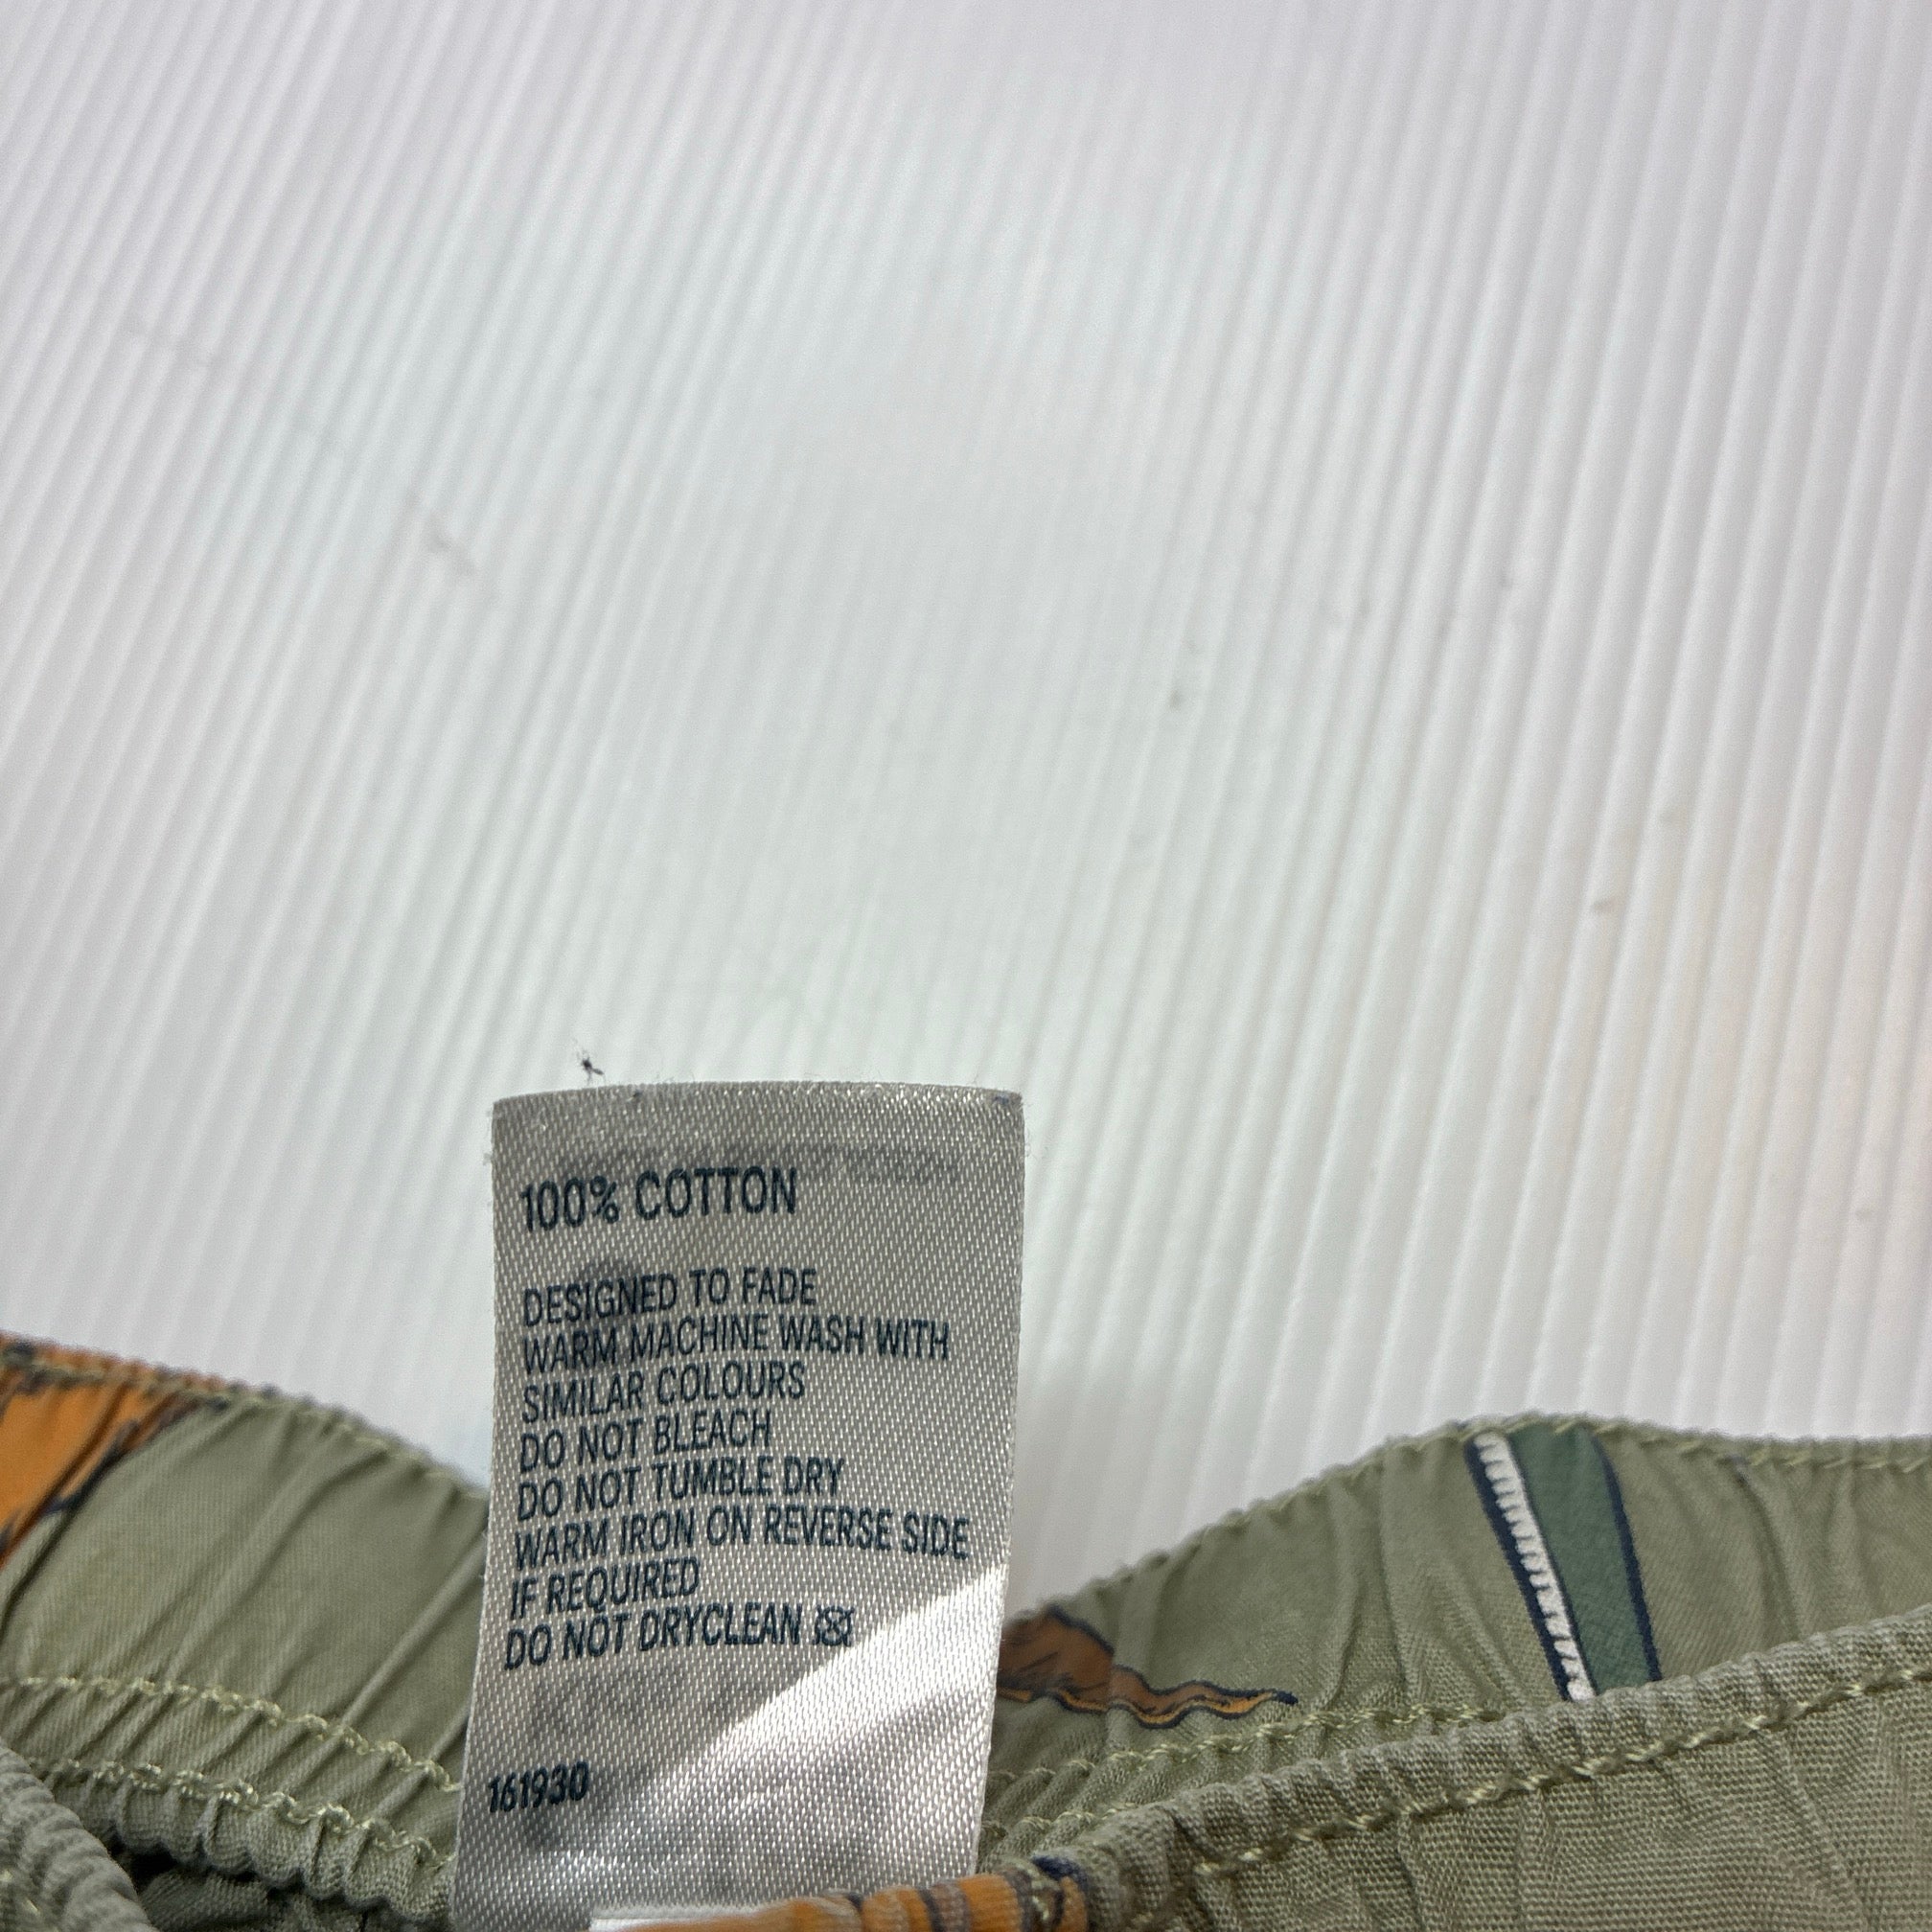 100% COTTON
DESIGNED TO FADE
WARM MACHINE WASH WITH
SIMILAR COLOURS
DO NOT BLEACH
DO NOT TUMBLE DRY
WARM IRON ON REVERSE SIDE
IF REQUIRED
DO NOT DRYCLEAN
161930